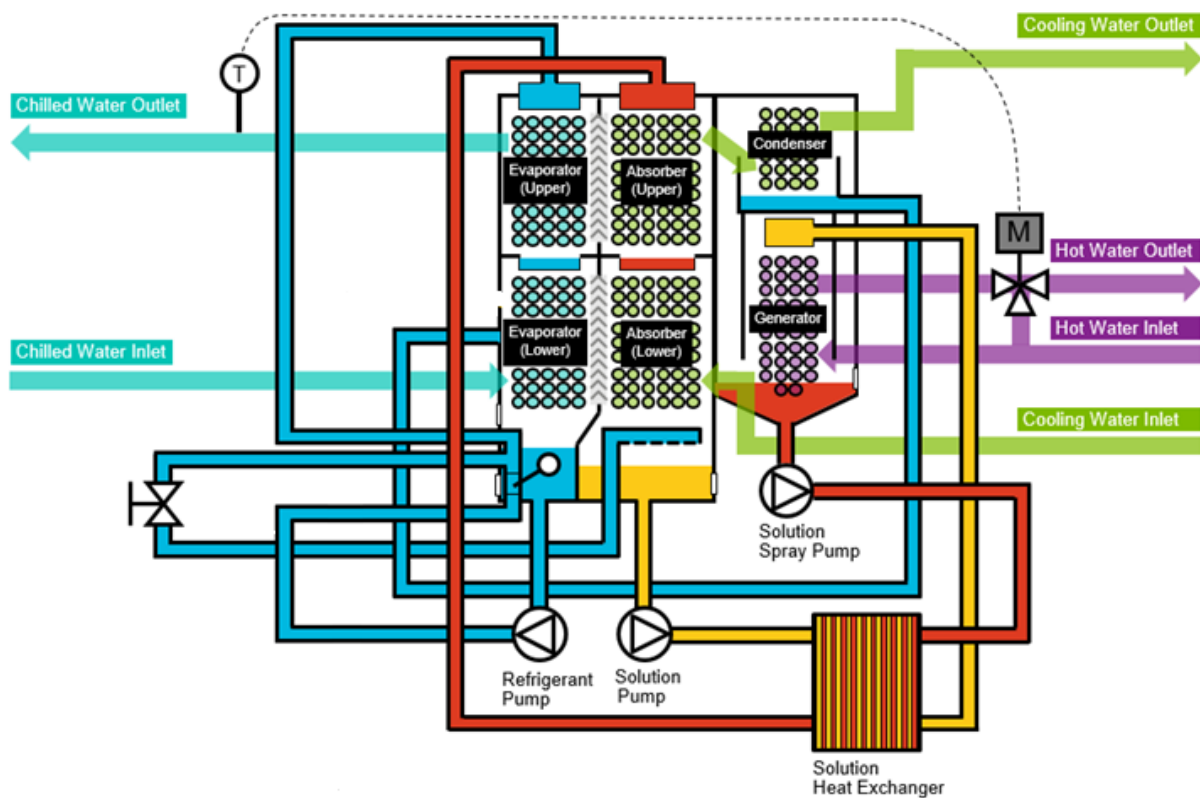 Cooling Water Outlet
T
Chilled Water Outlet
Condenser
Evaporator
(Upper)
Absorber
(Upper)
M
Hot Water Outlet
Generator
Hot Water Inlet
Evaporator
(Lower)
Absorber
(Lower)
Chilled Water Inlet
Cooling Water Inlet
Solution
Spray Pump
Refrigerant
Pump
Solution
Pump
Solution
Heat Exchanger